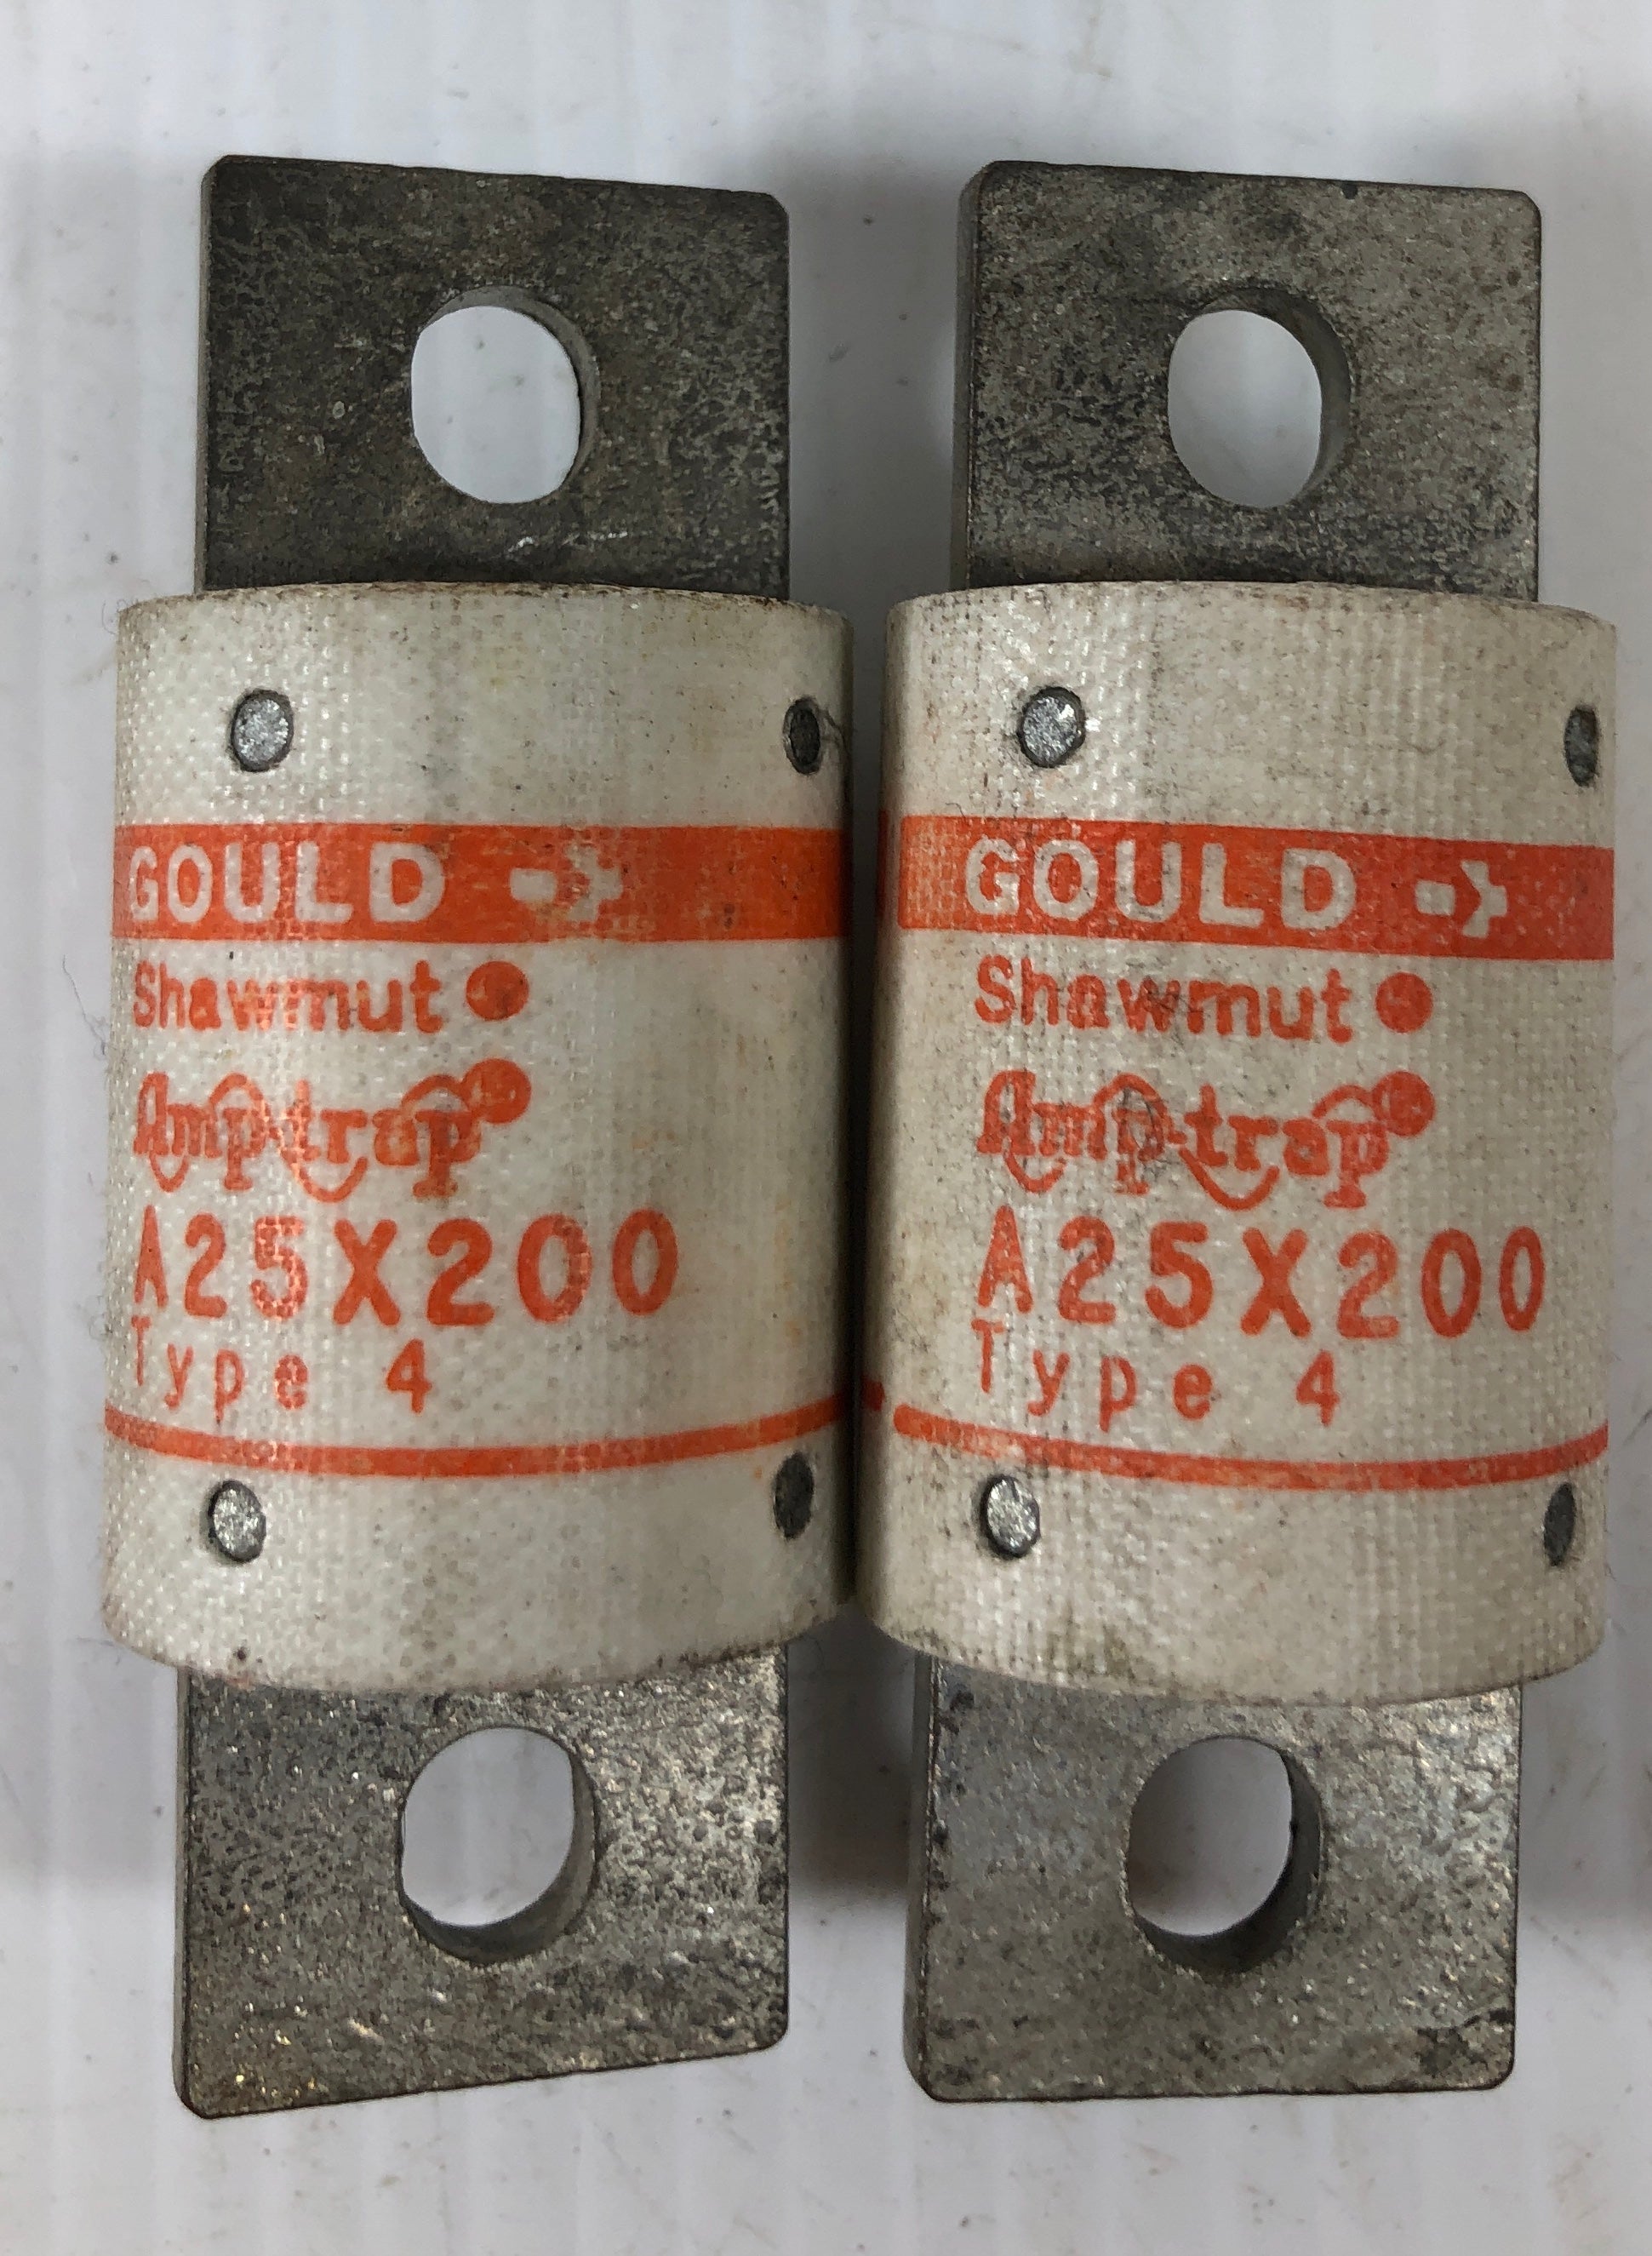 GOULD
Shawmut
Amp-trap
A25X200
Type 4
GOULD
Shawmut
Amp-trap
A25X200
Type 4